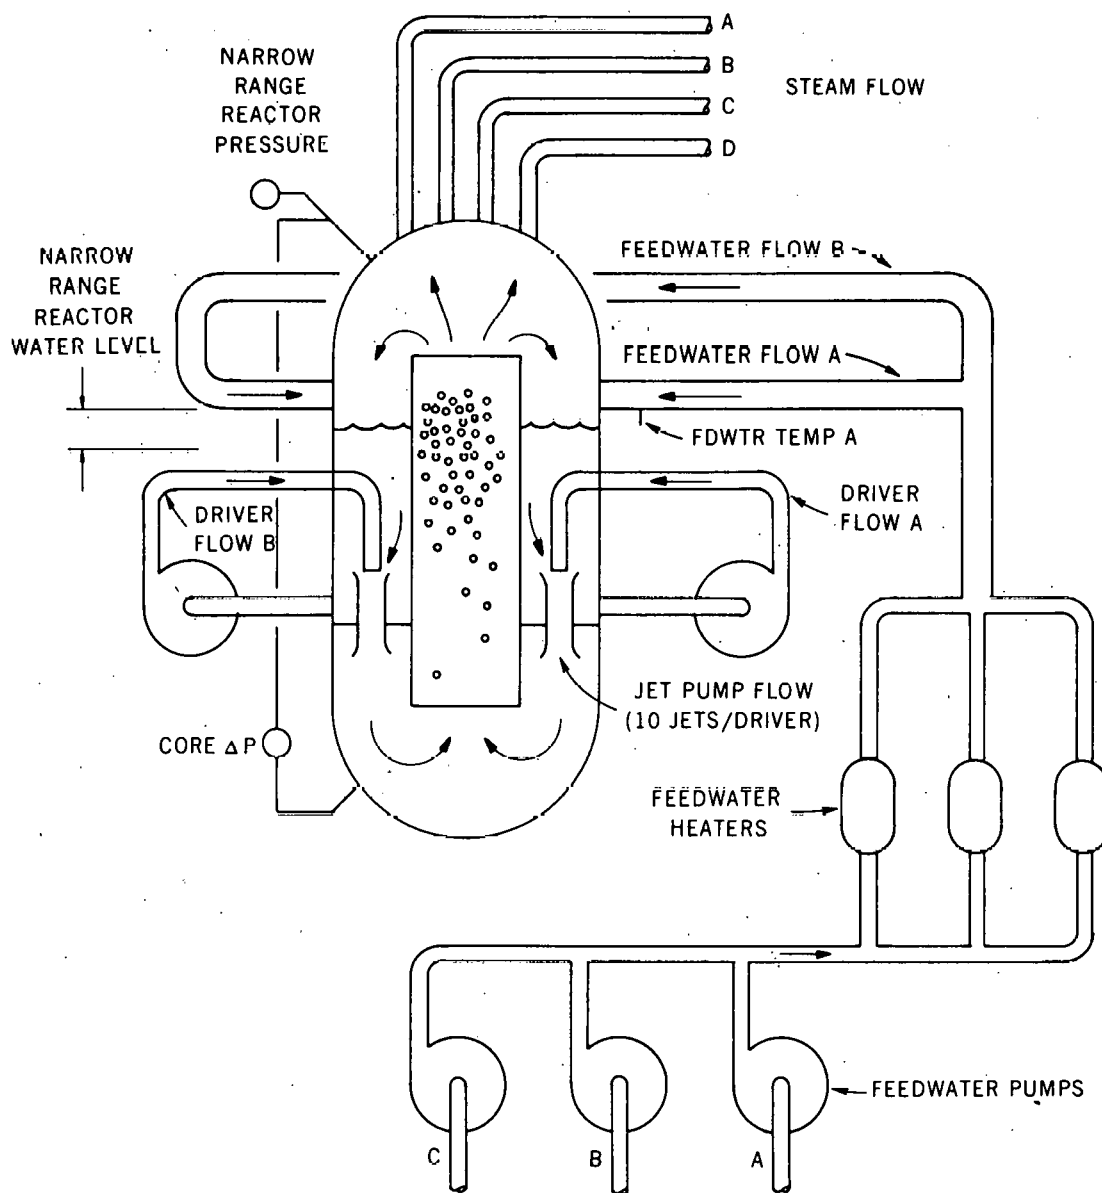 A
NARROW
RANGE
REACTOR
PRESSURE
B
STEAM FLOW
C
D
NARROW
RANGE
REACTOR
WATER LEVEL
FEEDWATER FLOW B
FEEDWATER FLOW A
FDWTR TEMP A
DRIVER
FLOW B
DRIVER
FLOW A
JET PUMP FLOW
(10 JETS/DRIVER)
CORE ΔP
FEEDWATER
HEATERS
FEEDWATER PUMPS
C
B
A